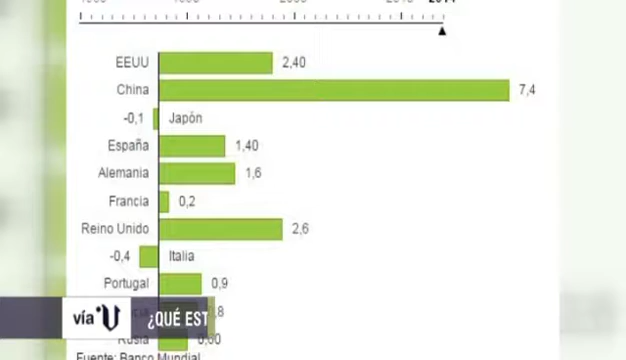 EEUU 2,40
China 7,4
-0,1 Japón
España 1,40
Alemania 1,6
Francia 0,2
Reino Unido 2,6
-0,4 Italia
Portugal 0,9
vía ¿QUÉ EST
Rusia 0,60
Fuente: Banco Mundial